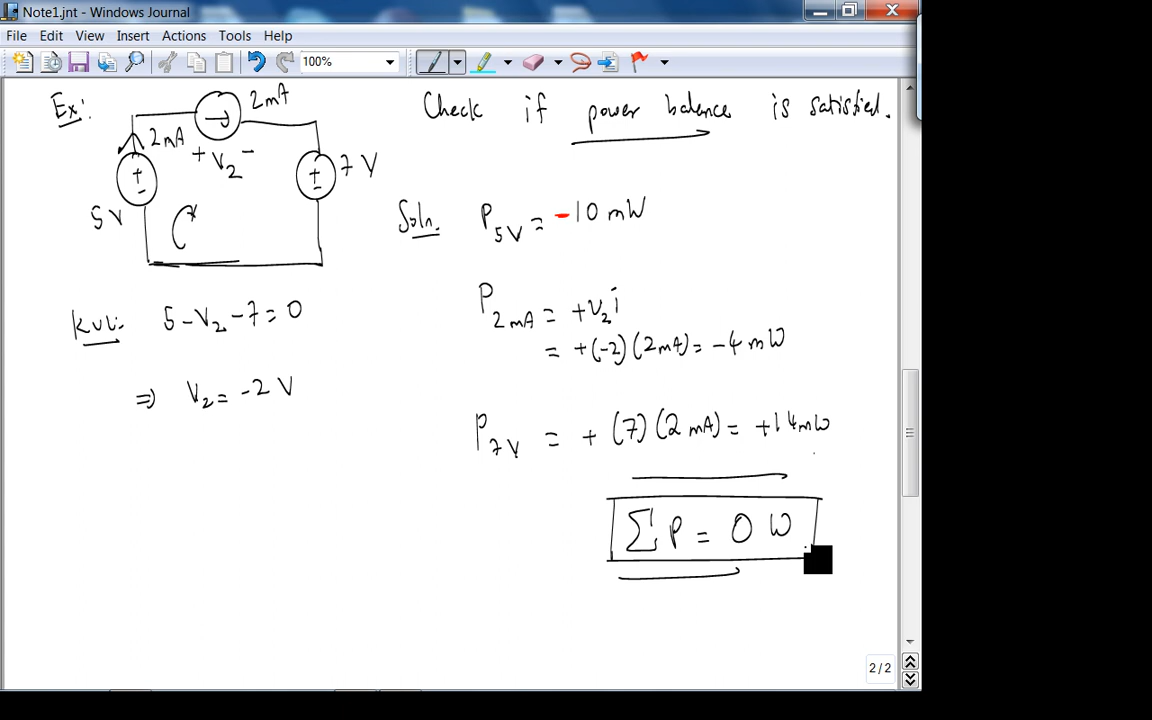 Note1.jnt - Windows Journal
File Edit View Insert Actions Tools Help
100%
Ex:
2mA
2mA
+ V2 -
+
-
5 V
+
-
7 V
Check if power balance is satisfied.
Soln. P5V = -10 mW
KVL: 5 - V2 - 7 = 0
⇒ V2 = -2 V
P2mA = +V2 i
= +(-2)(2mA) = -4 mW
P7V = + (7)(2 mA) = +14mW
∑ P = 0 W
2/2